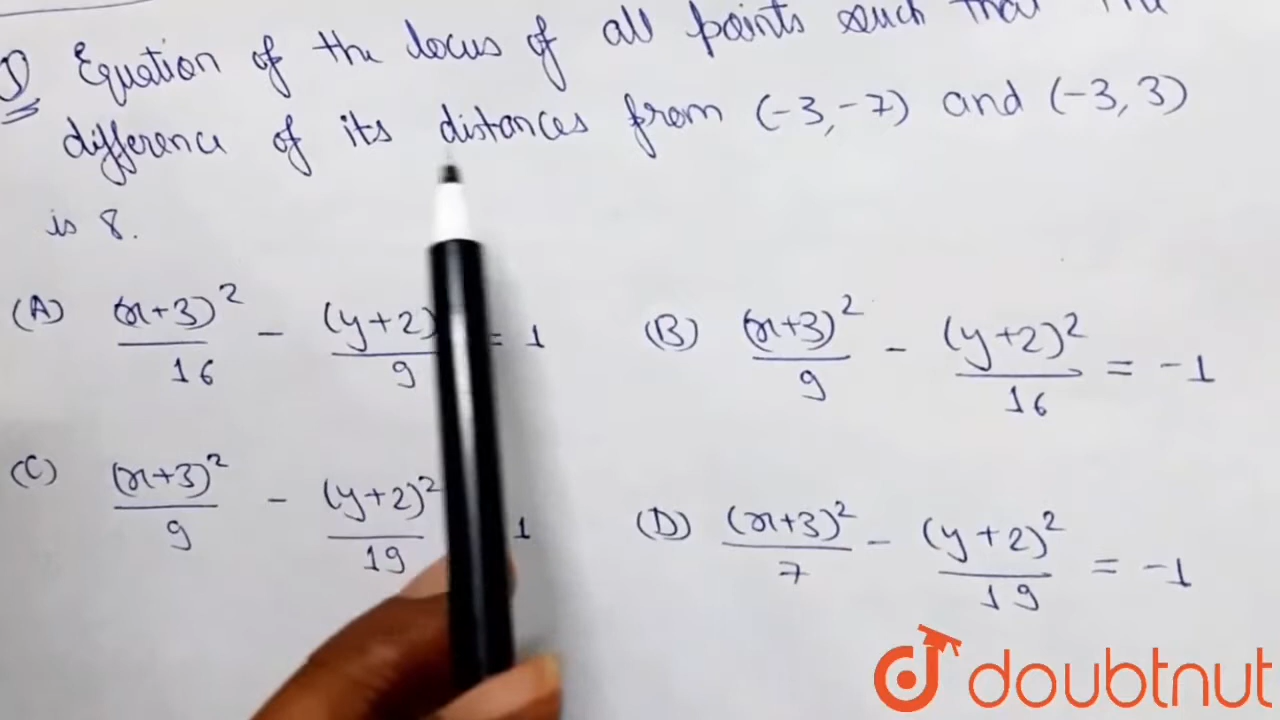 Q Equation of the locus of all points such that the
difference of its distances from (-3,-7) and (-3,3)
is 8.
(A) (x+3)²/16 - (y+2)/9 = 1
(B) (x+3)²/9 - (y+2)²/16 = -1
(C) (x+3)²/9 - (y+2)²/19 1
(D) (x+3)²/7 - (y+2)²/19 = -1
doubtnut